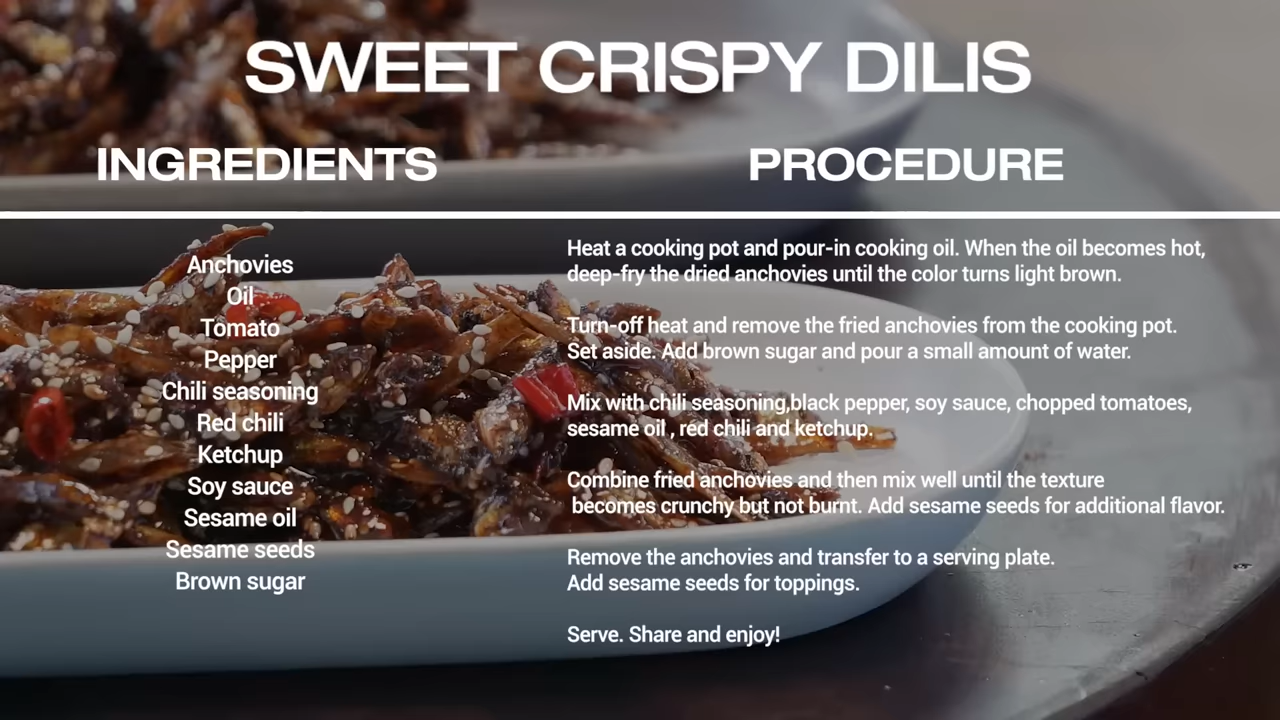 SWEET CRISPY DILIS
INGREDIENTS
PROCEDURE
Anchovies
Oil
Tomato
Pepper
Chili seasoning
Red chili
Ketchup
Soy sauce
Sesame oil
Sesame seeds
Brown sugar
Heat a cooking pot and pour-in cooking oil. When the oil becomes hot,
deep-fry the dried anchovies until the color turns light brown.
Turn-off heat and remove the fried anchovies from the cooking pot.
Set aside. Add brown sugar and pour a small amount of water.
Mix with chili seasoning,black pepper, soy sauce, chopped tomatoes,
sesame oil , red chili and ketchup.
Combine fried anchovies and then mix well until the texture
becomes crunchy but not burnt. Add sesame seeds for additional flavor.
Remove the anchovies and transfer to a serving plate.
Add sesame seeds for toppings.
Serve. Share and enjoy!